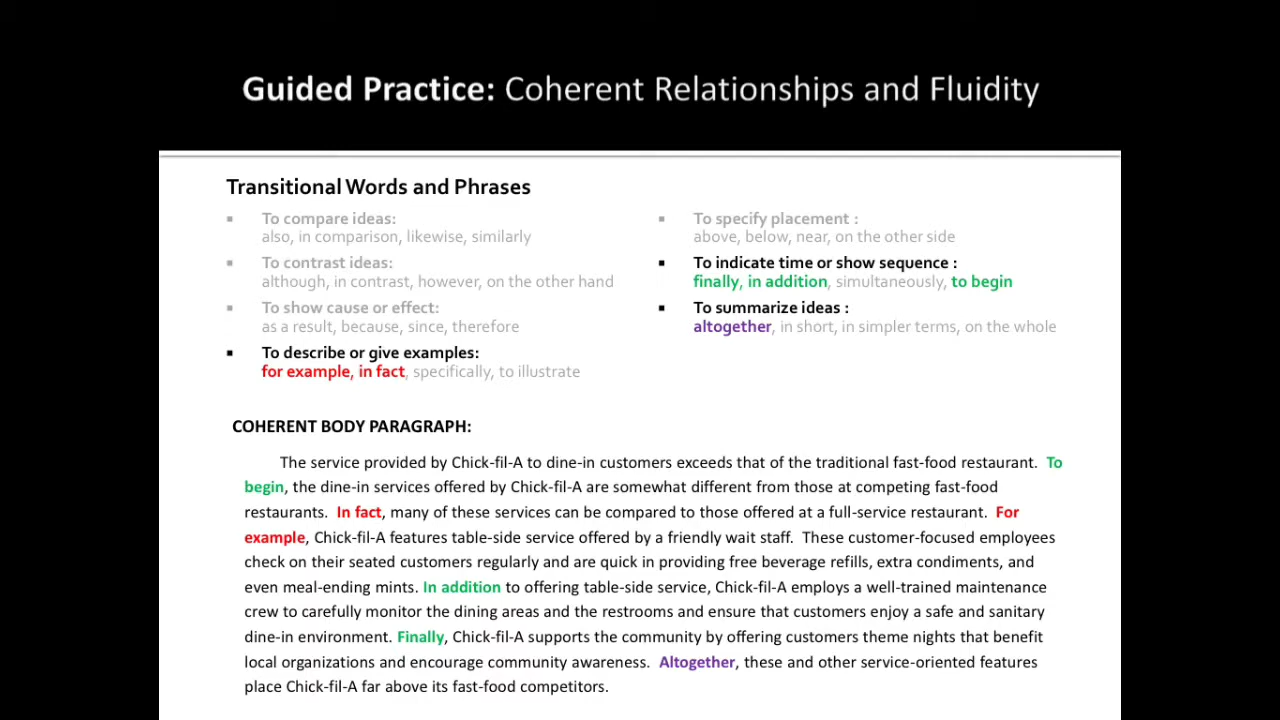 Guided Practice: Coherent Relationships and Fluidity
Transitional Words and Phrases
▪ To compare ideas:
also, in comparison, likewise, similarly
▪ To contrast ideas:
although, in contrast, however, on the other hand
▪ To show cause or effect:
as a result, because, since, therefore
▪ To describe or give examples:
for example, in fact, specifically, to illustrate
▪ To specify placement :
above, below, near, on the other side
▪ To indicate time or show sequence :
finally, in addition, simultaneously, to begin
▪ To summarize ideas :
altogether, in short, in simpler terms, on the whole
COHERENT BODY PARAGRAPH:
The service provided by Chick-fil-A to dine-in customers exceeds that of the traditional fast-food restaurant. To
begin, the dine-in services offered by Chick-fil-A are somewhat different from those at competing fast-food
restaurants. In fact, many of these services can be compared to those offered at a full-service restaurant. For
example, Chick-fil-A features table-side service offered by a friendly wait staff. These customer-focused employees
check on their seated customers regularly and are quick in providing free beverage refills, extra condiments, and
even meal-ending mints. In addition to offering table-side service, Chick-fil-A employs a well-trained maintenance
crew to carefully monitor the dining areas and the restrooms and ensure that customers enjoy a safe and sanitary
dine-in environment. Finally, Chick-fil-A supports the community by offering customers theme nights that benefit
local organizations and encourage community awareness. Altogether, these and other service-oriented features
place Chick-fil-A far above its fast-food competitors.